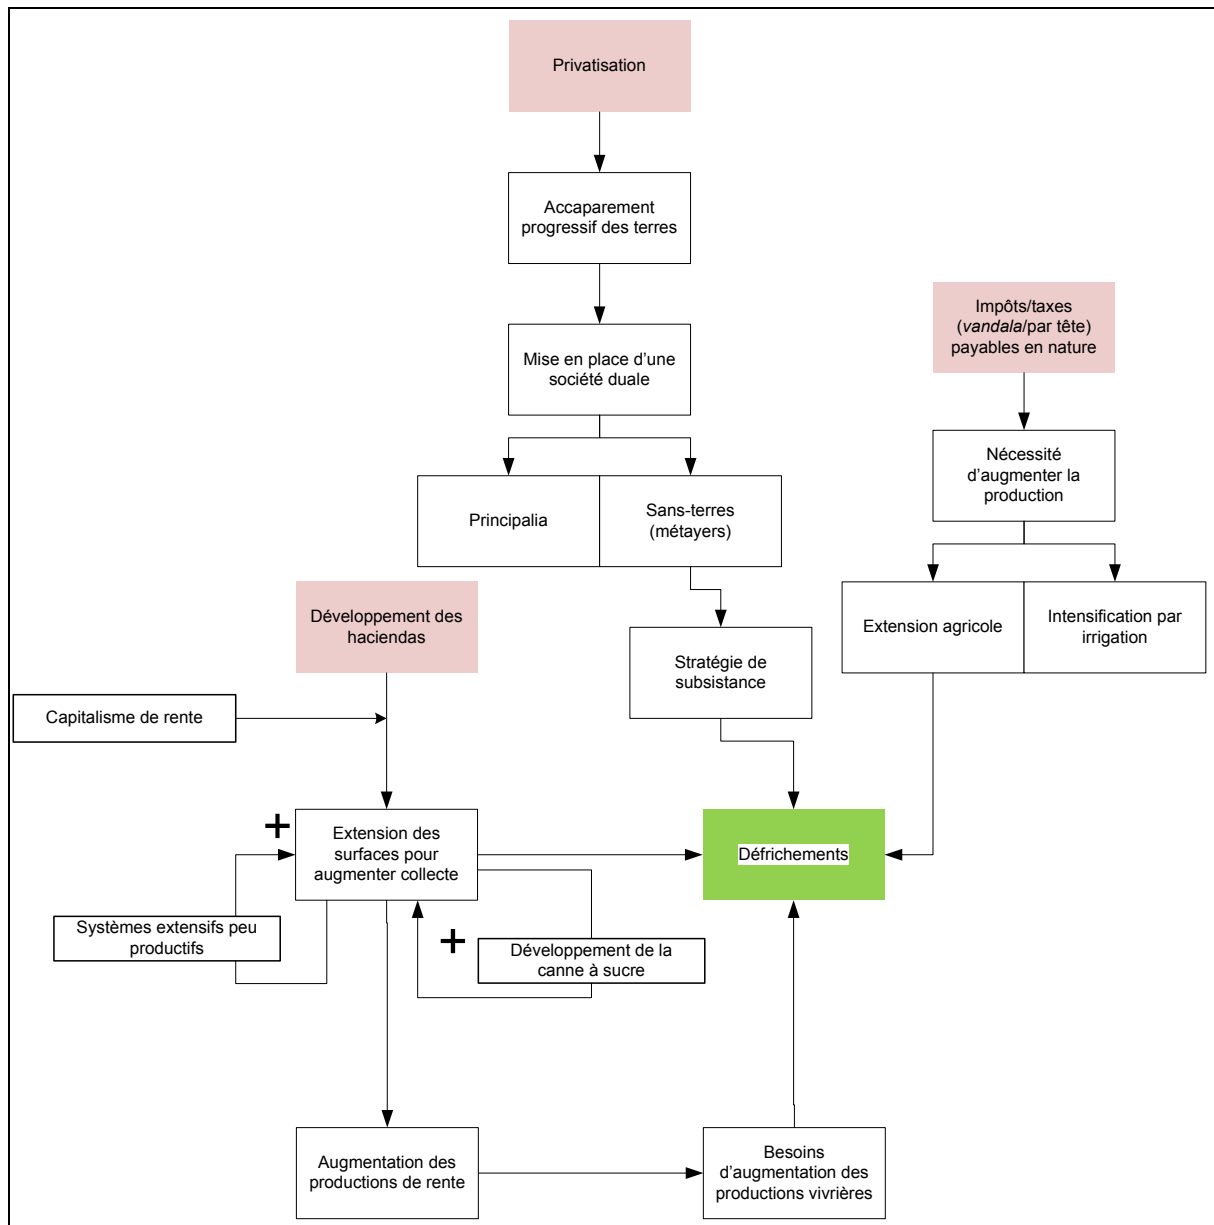 Privatisation
Accaparement
progressif des terres
Impôts/taxes
(vandala/par tête)
payables en nature
Mise en place d’une
société duale
Nécessité
d’augmenter la
production
Principalia
Sans-terres
(métayers)
Développement des
haciendas
Extension agricole
Intensification par
irrigation
Stratégie de
subsistance
Capitalisme de rente
+
Extension des
surfaces pour
augmenter collecte
Défrichements
Systèmes extensifs peu
productifs
+
Développement de la
canne à sucre
Augmentation des
productions de rente
Besoins
d’augmentation des
productions vivrières